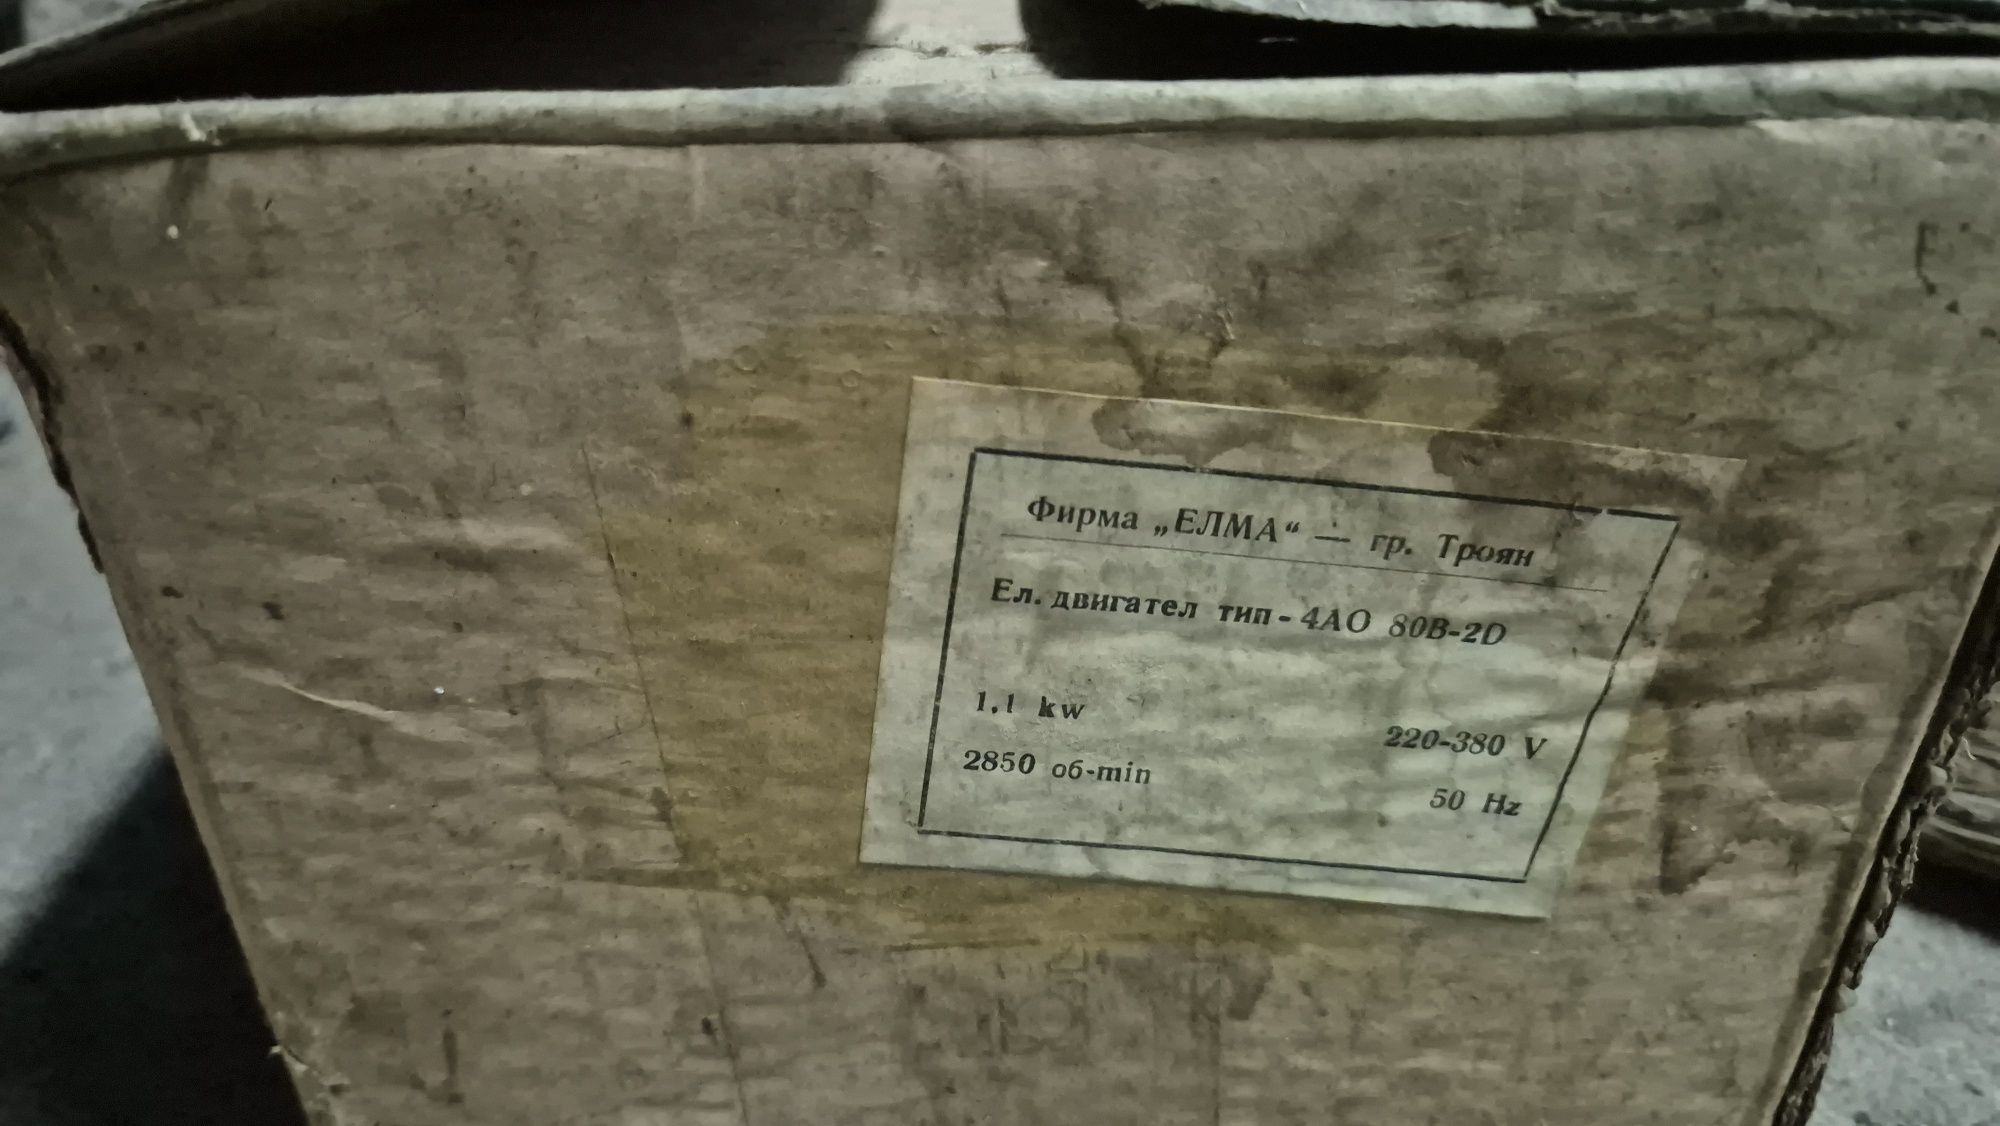 Фирма „ЕЛМА“ — гр. Троян
Ел. двигател тип - 4АО 80В-2D
1.1 kw
220-380 V
2850 об-min
50 Hz